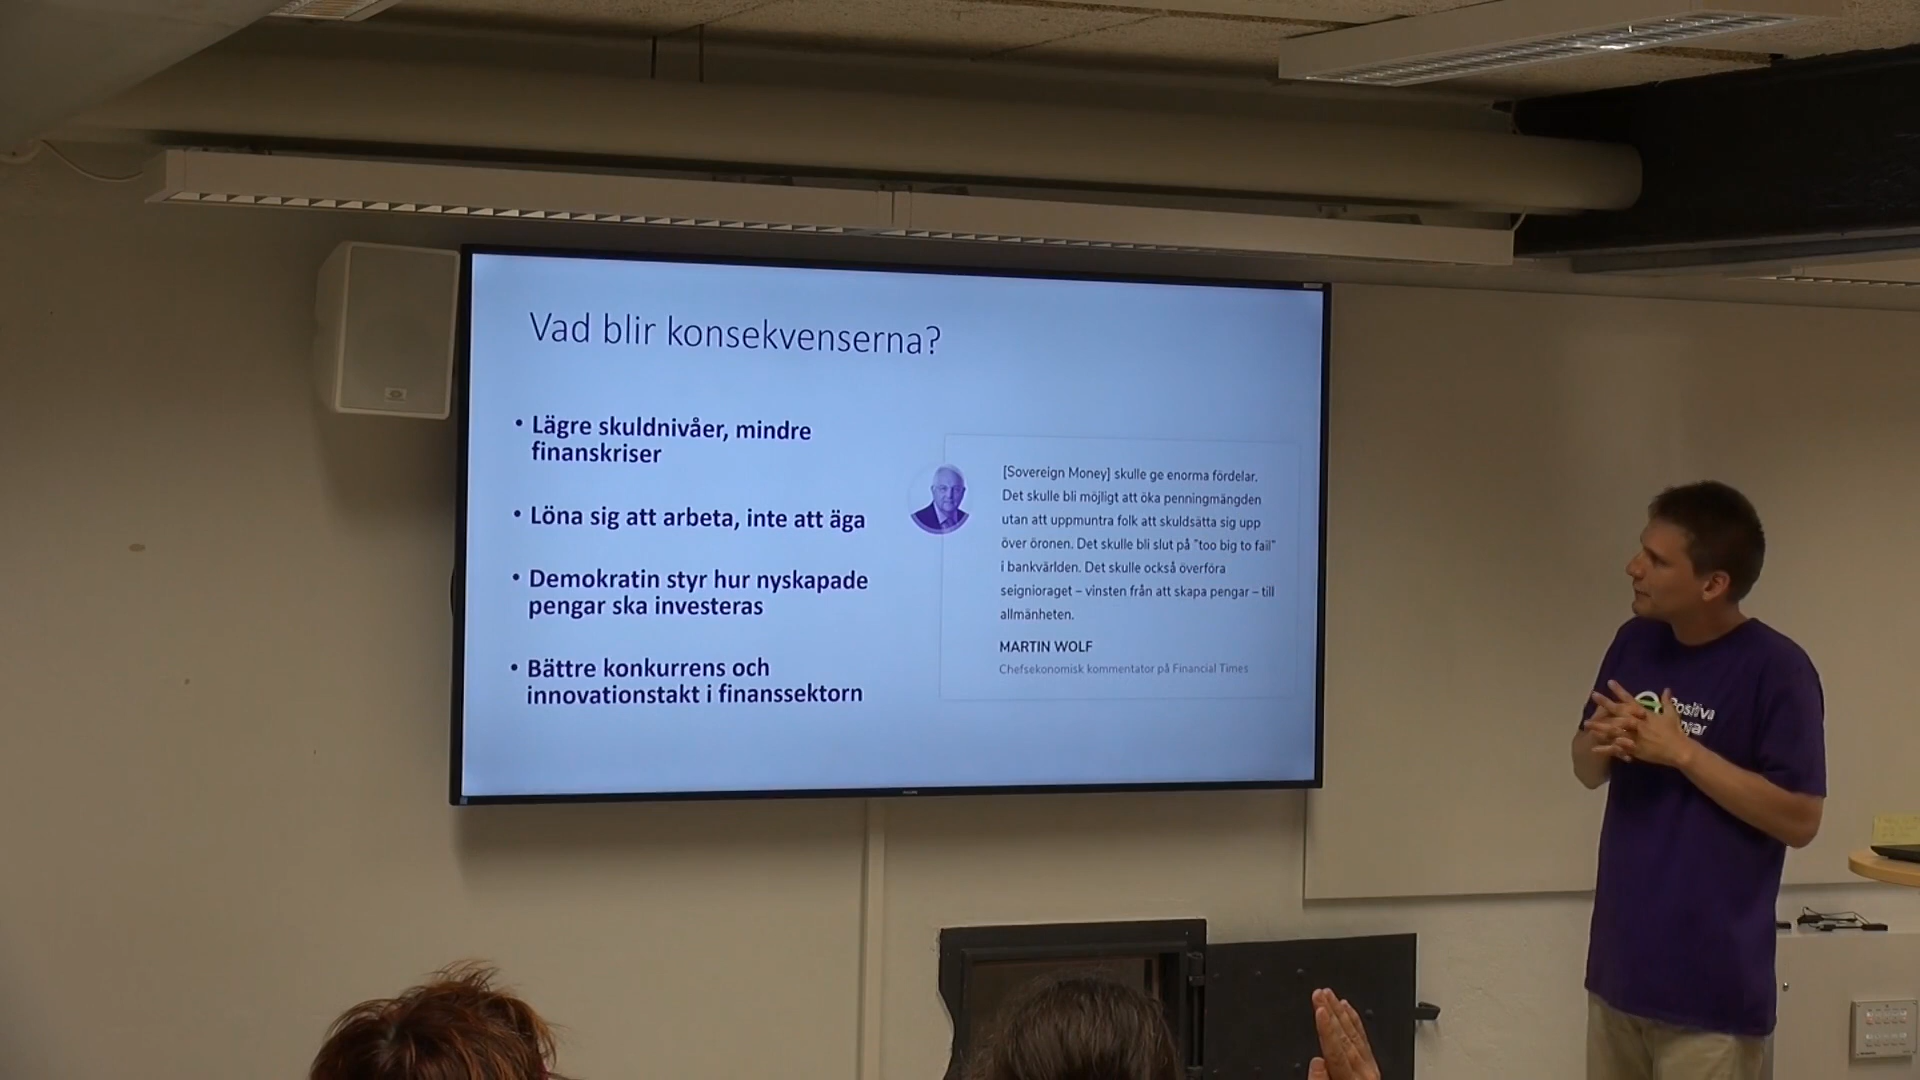 Vad blir konsekvenserna?
• Lägre skuldnivåer, mindre
finanskriser
• Löna sig att arbeta, inte att äga
• Demokratin styr hur nyskapade
pengar ska investeras
• Bättre konkurrens och
innovationstakt i finanssektorn
[Sovereign Money] skulle ge enorma fördelar.
Det skulle bli möjligt att öka penningmängden
utan att uppmuntra folk att skuldsätta sig upp
över öronen. Det skulle bli slut på "too big to fail"
i bankvärlden. Det skulle också överföra
seignioraget – vinsten från att skapa pengar – till
allmänheten.
MARTIN WOLF
Chefsekonomisk kommentator på Financial Times
Positiva